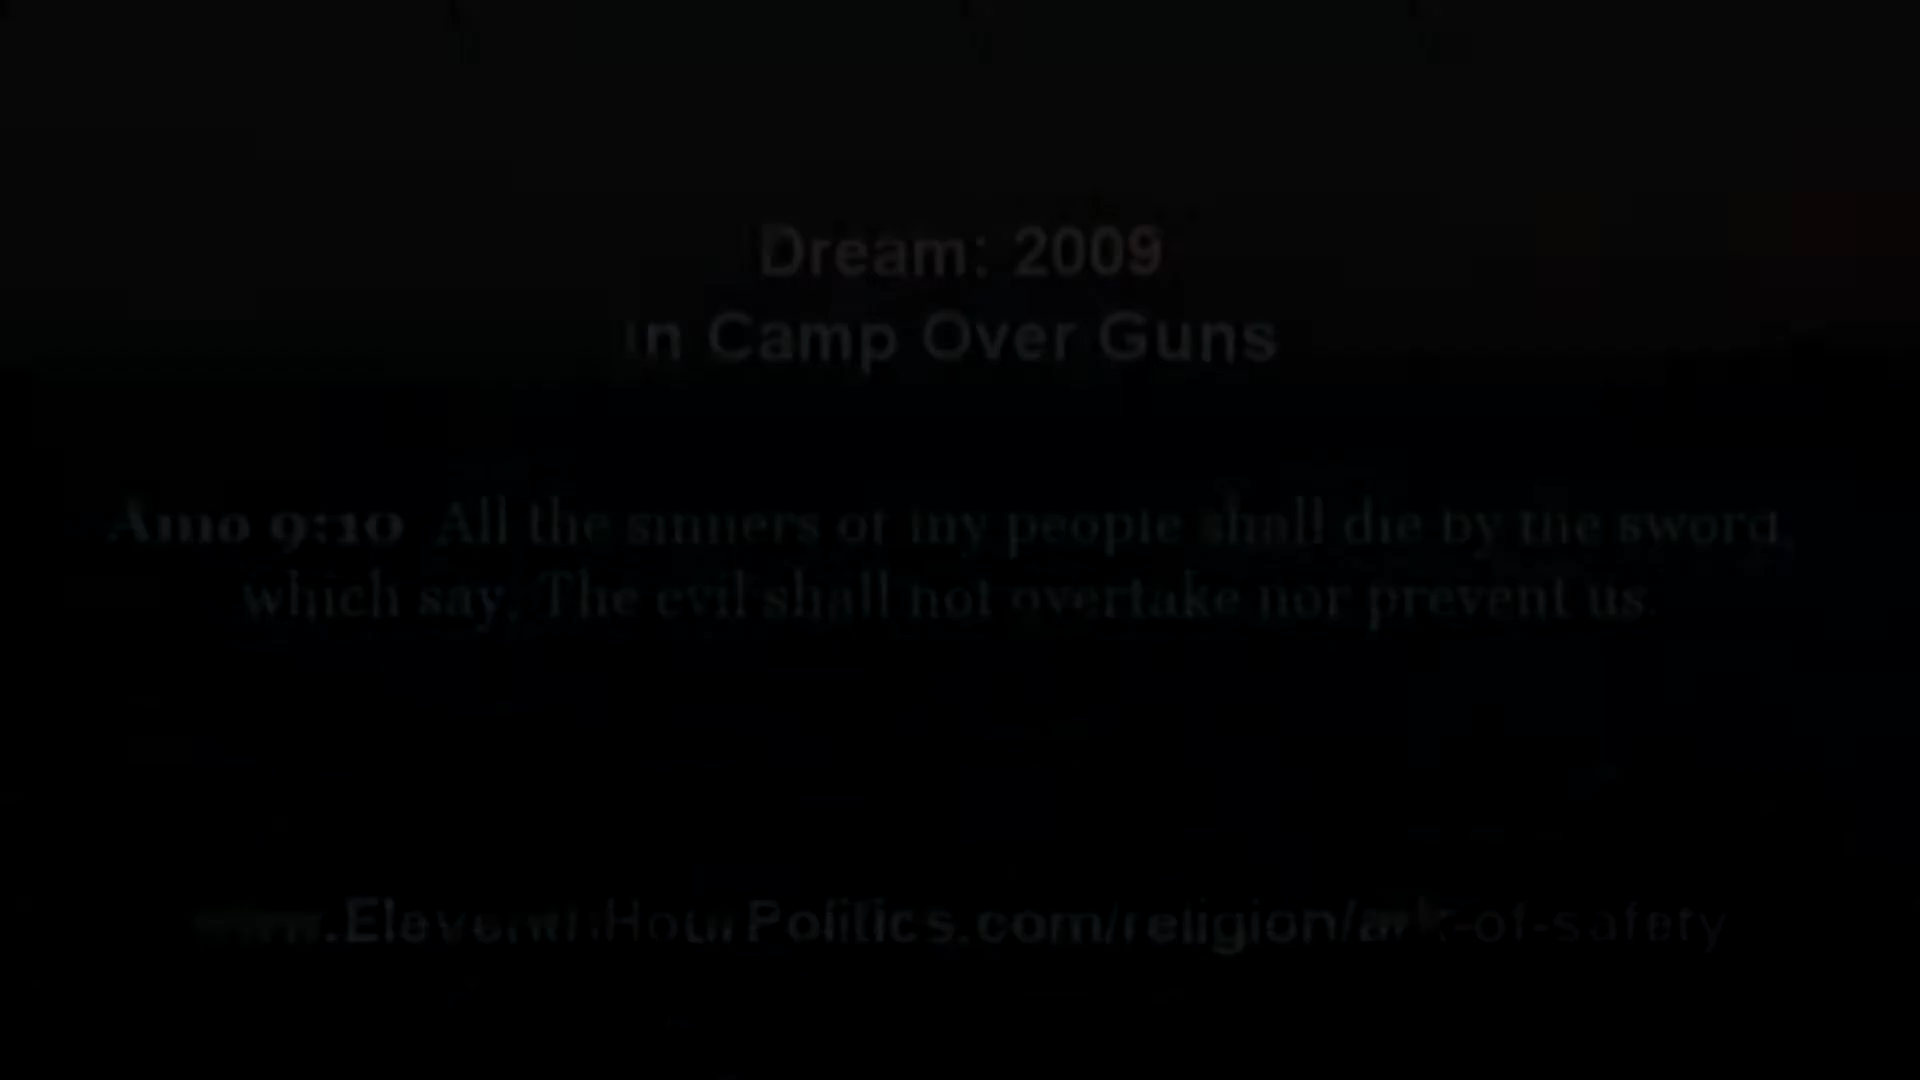 Dream: 2009
in Camp Over Guns
Amo 9:10 All the sinners of my people shall die by the sword,
which say, The evil shall not overtake nor prevent us.
www.EleventhHourPolitics.com/religion/ark-of-safety